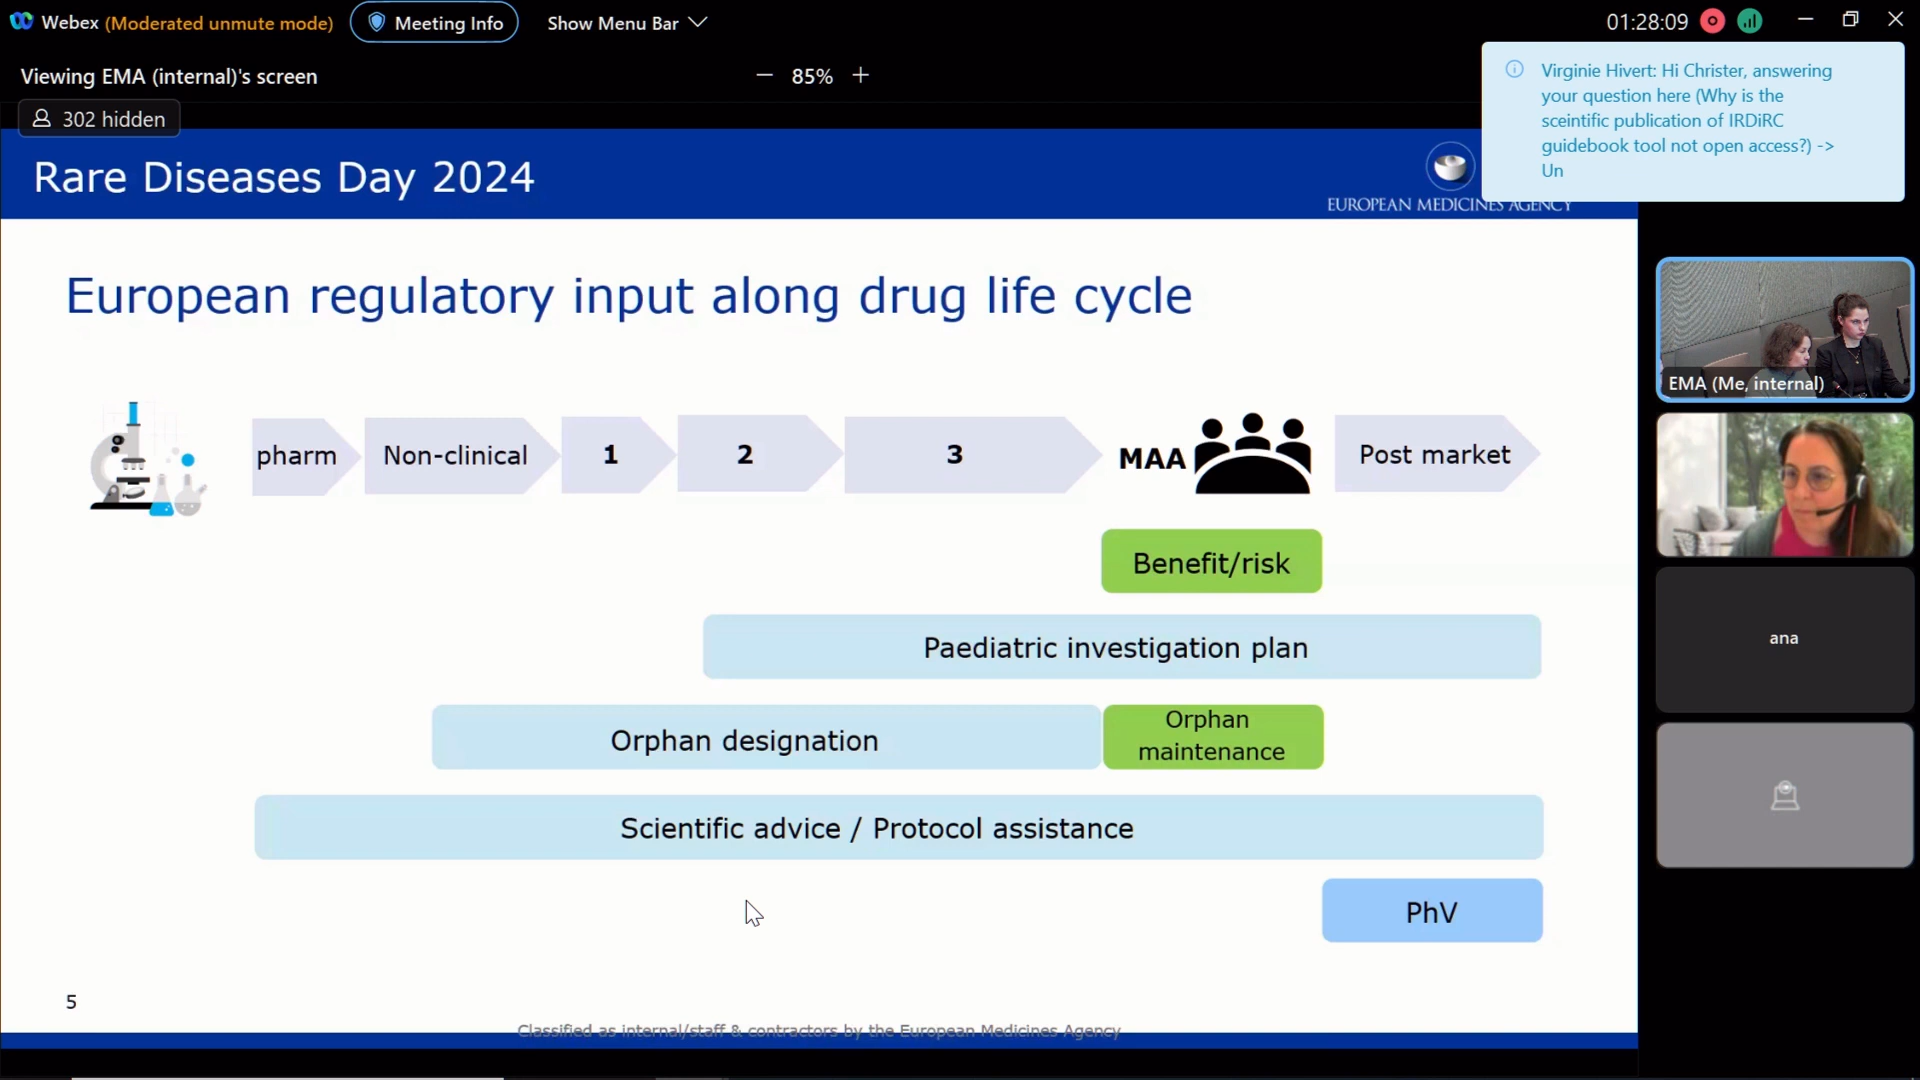 Webex (Moderated unmute mode) Meeting Info Show Menu Bar 01:28:09
Viewing EMA (internal)'s screen 85%
302 hidden
Virginie Hivert: Hi Christer, answering
your question here (Why is the
sceintific publication of IRDiRC
guidebook tool not open access?) ->
Un
Rare Diseases Day 2024
EUROPEAN MEDICINES AGENCY
European regulatory input along drug life cycle
pharm Non-clinical 1 2 3 MAA Post market
Benefit/risk
Paediatric investigation plan
Orphan designation
Orphan
maintenance
Scientific advice / Protocol assistance
PhV
5
Classified as internal/staff & contractors by the European Medicines Agency
EMA (Me, internal)
ana